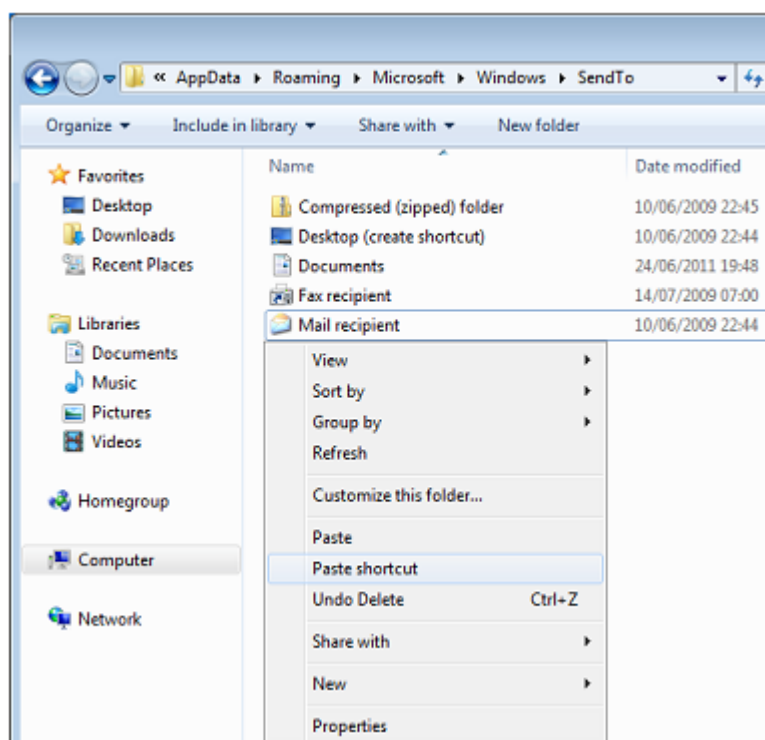 « AppData Roaming Microsoft Windows SendTo
Organize Include in library Share with New folder
Favorites
Desktop
Downloads
Recent Places
Libraries
Documents
Music
Pictures
Videos
Homegroup
Computer
Network
Name Date modified
Compressed (zipped) folder 10/06/2009 22:45
Desktop (create shortcut) 10/06/2009 22:44
Documents 24/06/2011 19:48
Fax recipient 14/07/2009 07:00
Mail recipient 10/06/2009 22:44
View
Sort by
Group by
Refresh
Customize this folder...
Paste
Paste shortcut
Undo Delete Ctrl+Z
Share with
New
Properties